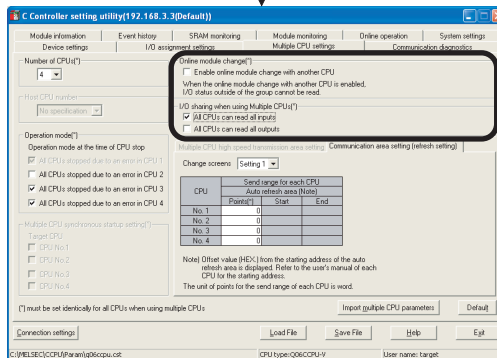 C Controller setting utility(192.168.3.3(Default))
Module information
Event history
SRAM monitoring
Module monitoring
Online operation
System settings
Device settings
I/O assignment settings
Multiple CPU settings
Communication diagnostics
Number of CPUs(*)
4
Host CPU number
No specification
Operation mode(*)
Operation mode at the time of CPU stop
All CPUs stopped due to an error in CPU 1
All CPUs stopped due to an error in CPU 2
All CPUs stopped due to an error in CPU 3
All CPUs stopped due to an error in CPU 4
Multiple CPU synchronous startup setting(*)
Target CPU
CPU No.1
CPU No.2
CPU No.3
CPU No.4
Online module change(*)
Enable online module change with another CPU
When the online module change with another CPU is enabled,
I/O status outside of the group cannot be read.
I/O sharing when using Multiple CPUs(*)
All CPUs can read all inputs
All CPUs can read all outputs
Multiple CPU high speed transmission area setting
Communication area setting (refresh setting)
Change screens
Setting 1
CPU
Send range for each CPU
Auto refresh area (Note)
Points(*)
Start
End
No. 1
0
No. 2
0
No. 3
0
No. 4
0
Note) Offset value (HEX.) from the starting address of the auto
refresh area is displayed. Refer to the user's manual of each
CPU for the starting address.
The unit of points for the send range of each CPU is word.
(*) must be set identically for all CPUs when using multiple CPUs
Import multiple CPU parameters
Default
Connection settings
Load File
Save File
Help
Exit
C:\MELSEC\CCPU\Param\q06ccpu.cst
CPU type:Q06CCPU-V
User name: target